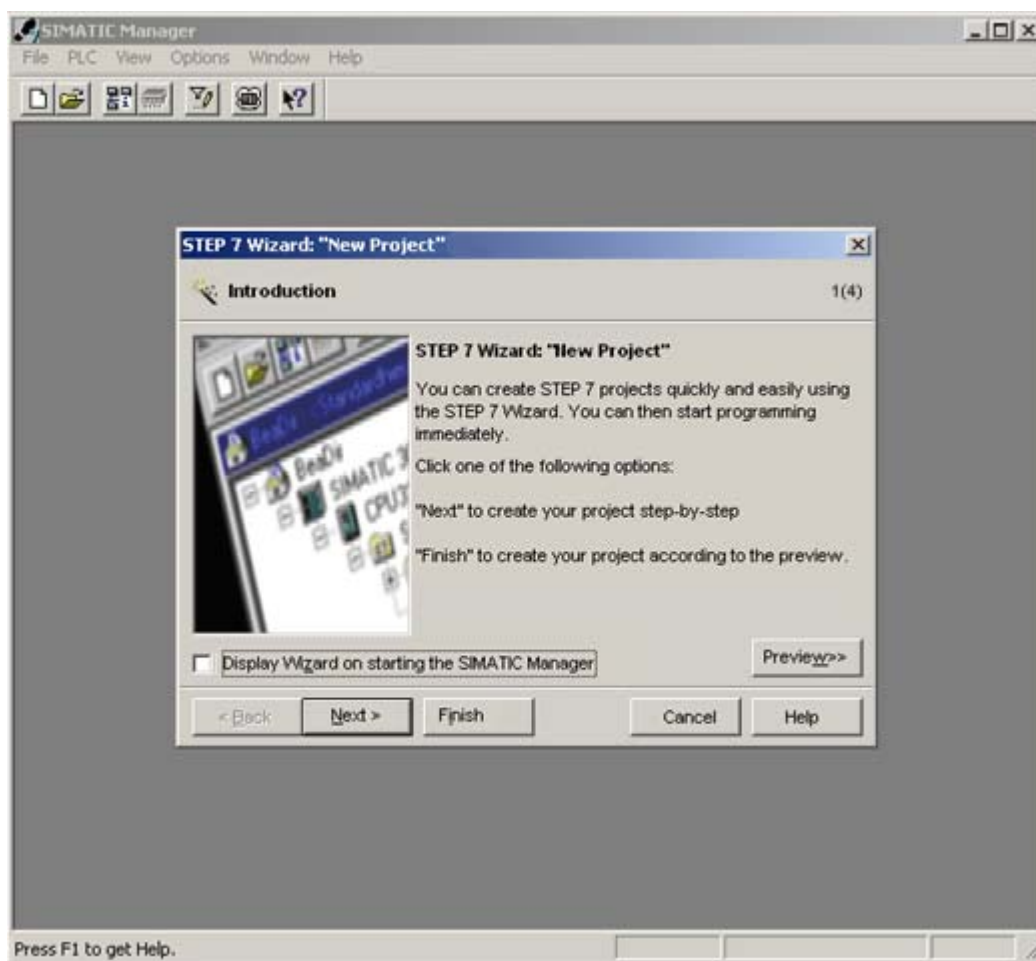 SIMATIC Manager
File PLC View Options Window Help
STEP 7 Wizard: "New Project"
Introduction
1(4)
STEP 7 Wizard: "New Project"
You can create STEP 7 projects quickly and easily using
the STEP 7 Wizard. You can then start programming
immediately.
Click one of the following options:
"Next" to create your project step-by-step
"Finish" to create your project according to the preview.
BeaDir
SIMATIC 3
Display Wizard on starting the SIMATIC Manager
Preview>>
< Back Next > Finish Cancel Help
Press F1 to get Help.